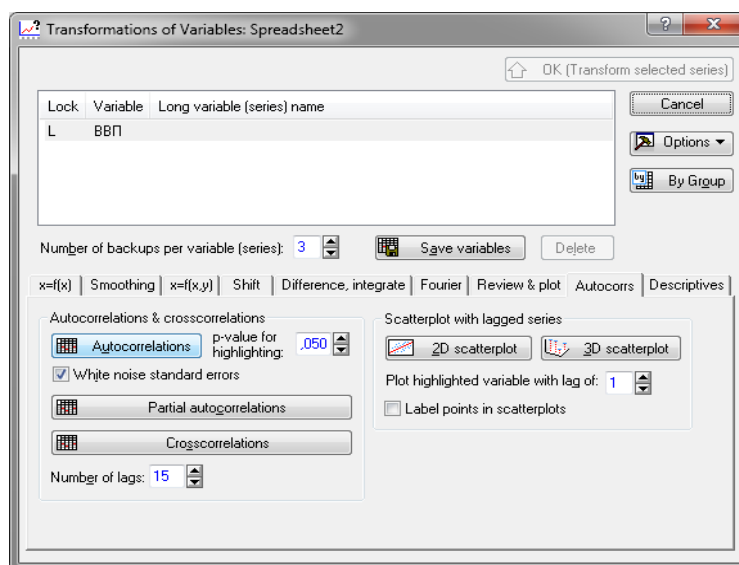 Transformations of Variables: Spreadsheet2
OK (Transform selected series)
Lock Variable Long variable (series) name
L ВВП
Cancel
Options
By Group
Number of backups per variable (series): 3 Save variables Delete
x=f(x) Smoothing x=f(x,y) Shift Difference, integrate Fourier Review & plot Autocorrs Descriptives
Autocorrelations & crosscorrelations
Autocorrelations p-value for highlighting: ,050
White noise standard errors
Partial autocorrelations
Crosscorrelations
Number of lags: 15
Scatterplot with lagged series
2D scatterplot 3D scatterplot
Plot highlighted variable with lag of: 1
Label points in scatterplots